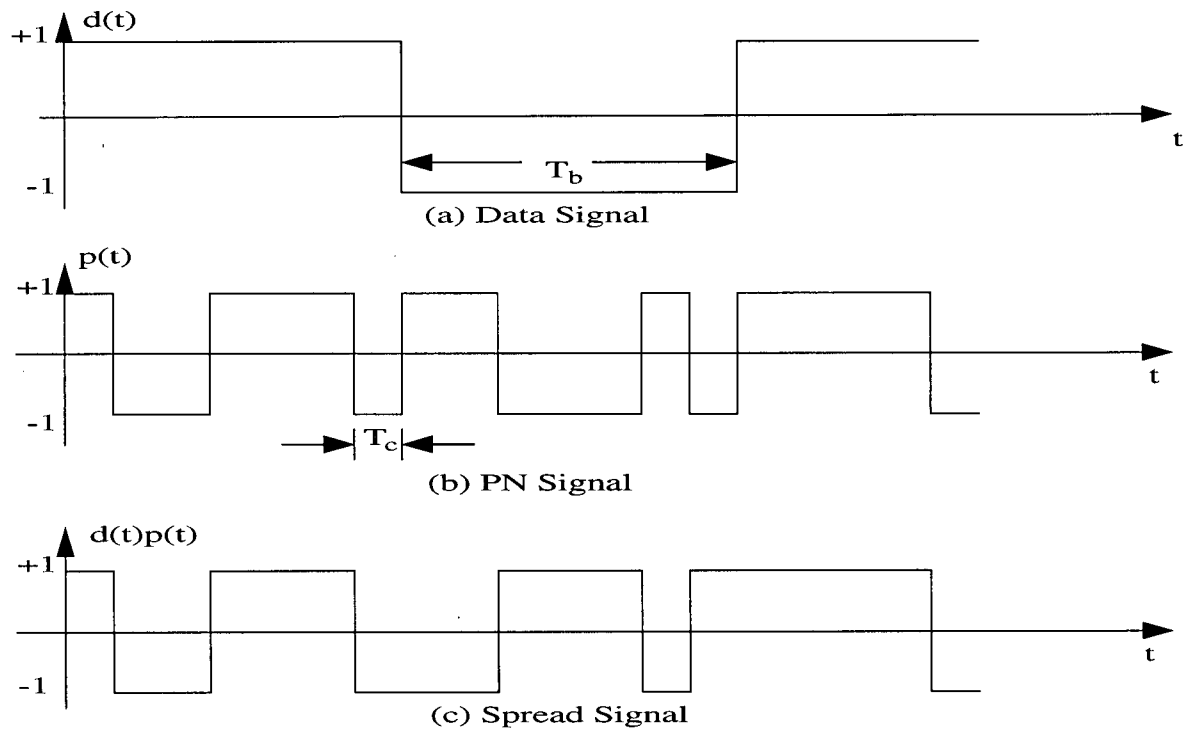 d(t)
+1
t
T_b
-1
(a) Data Signal
p(t)
+1
t
-1
T_c
(b) PN Signal
d(t)p(t)
+1
t
-1
(c) Spread Signal